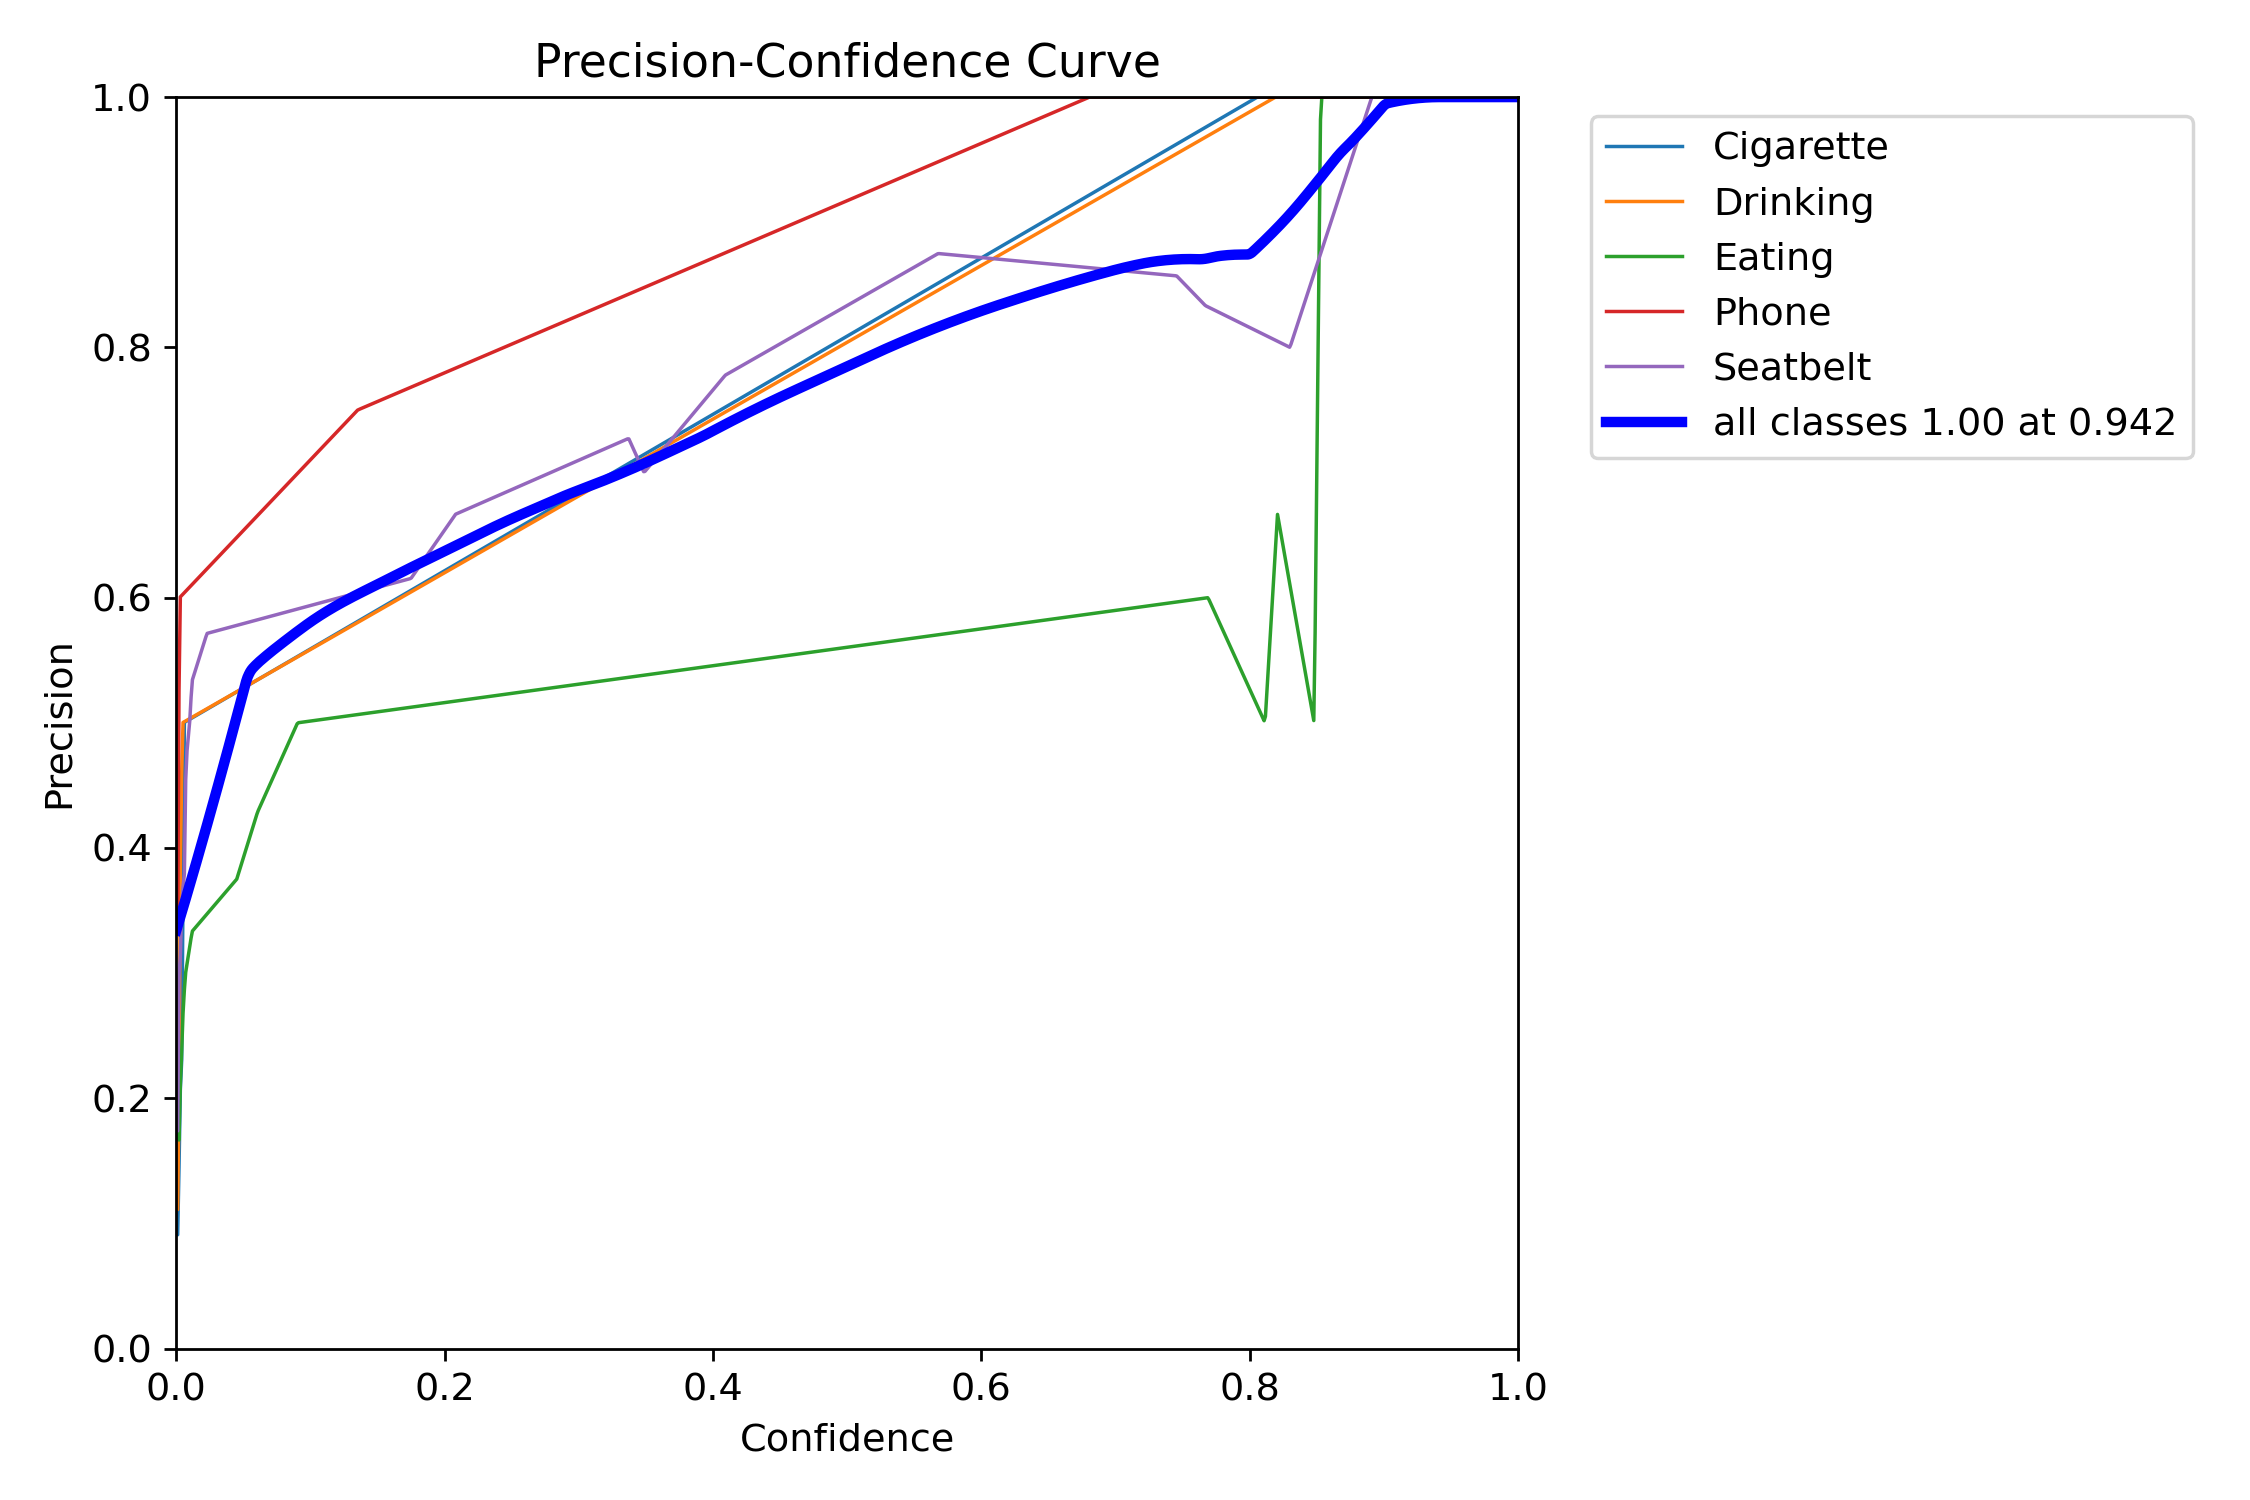 Precision-Confidence Curve
1.0
0.8
0.6
0.4
0.2
0.0
Precision
0.0 0.2 0.4 0.6 0.8 1.0
Confidence
Cigarette
Drinking
Eating
Phone
Seatbelt
all classes 1.00 at 0.942